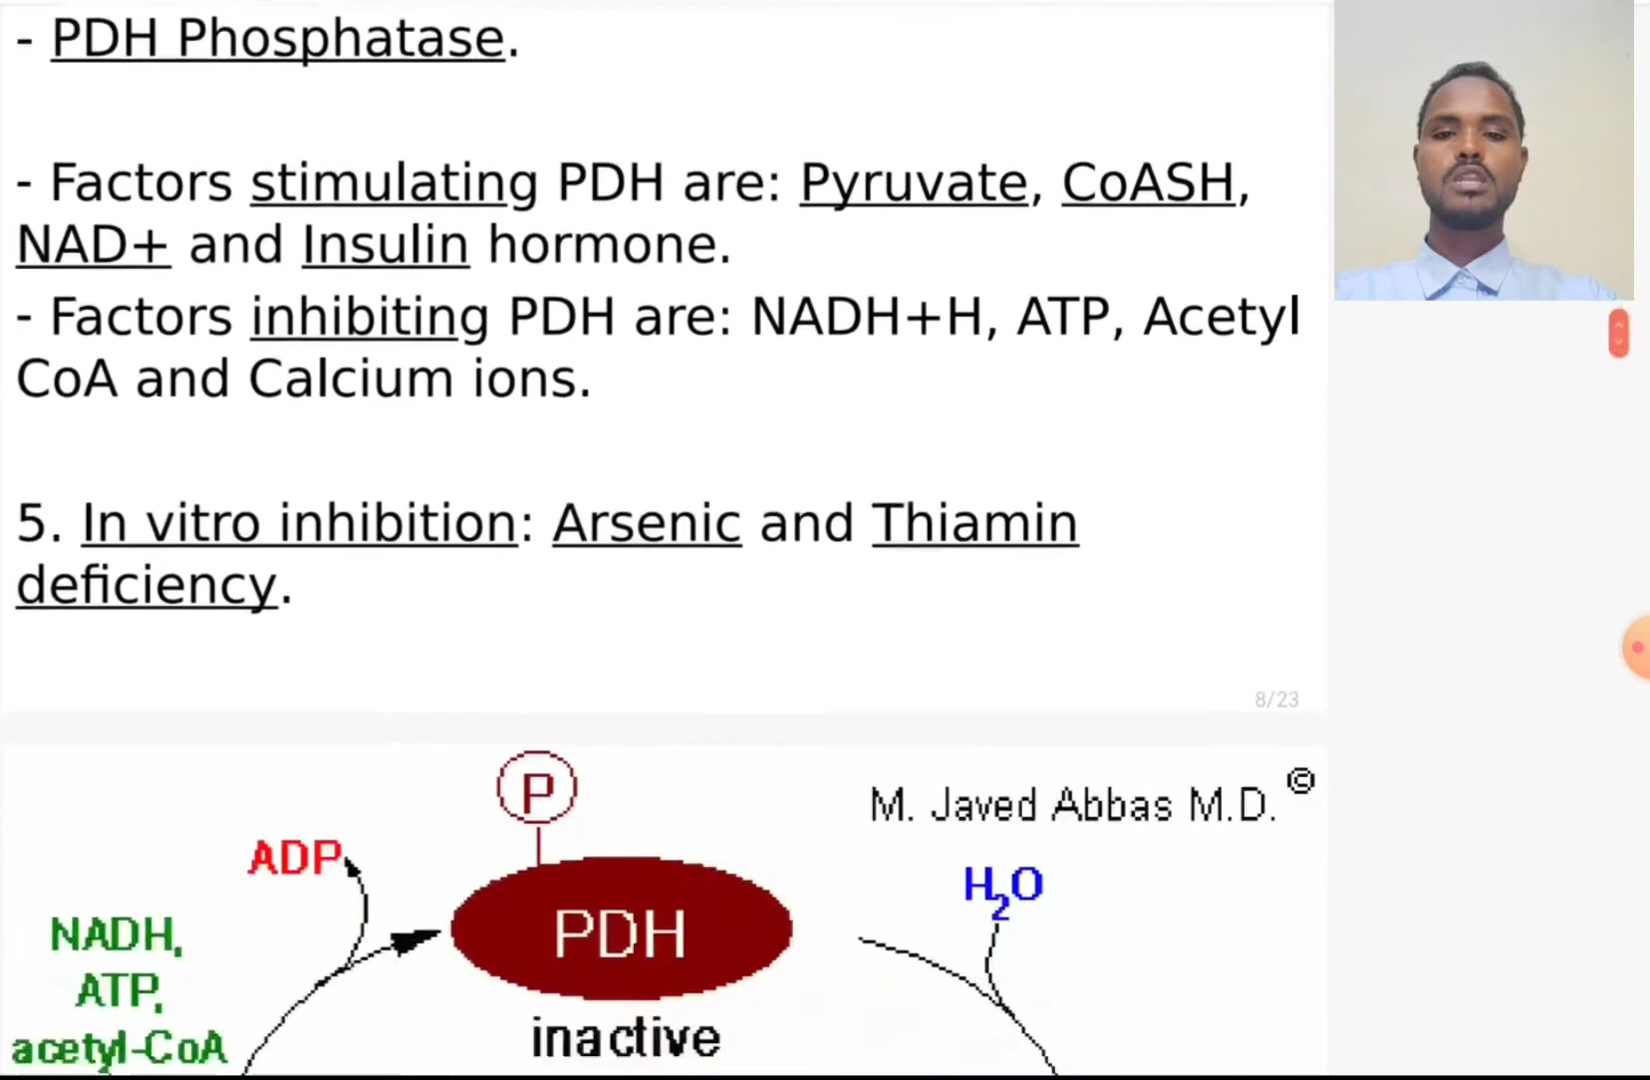 - PDH Phosphatase.
- Factors stimulating PDH are: Pyruvate, CoASH,
NAD+ and Insulin hormone.
- Factors inhibiting PDH are: NADH+H, ATP, Acetyl
CoA and Calcium ions.
5. In vitro inhibition: Arsenic and Thiamin
deficiency.
8/23
P
M. Javed Abbas M.D.©
ADP
H₂O
NADH,
PDH
ATP,
inactive
acetyl-CoA